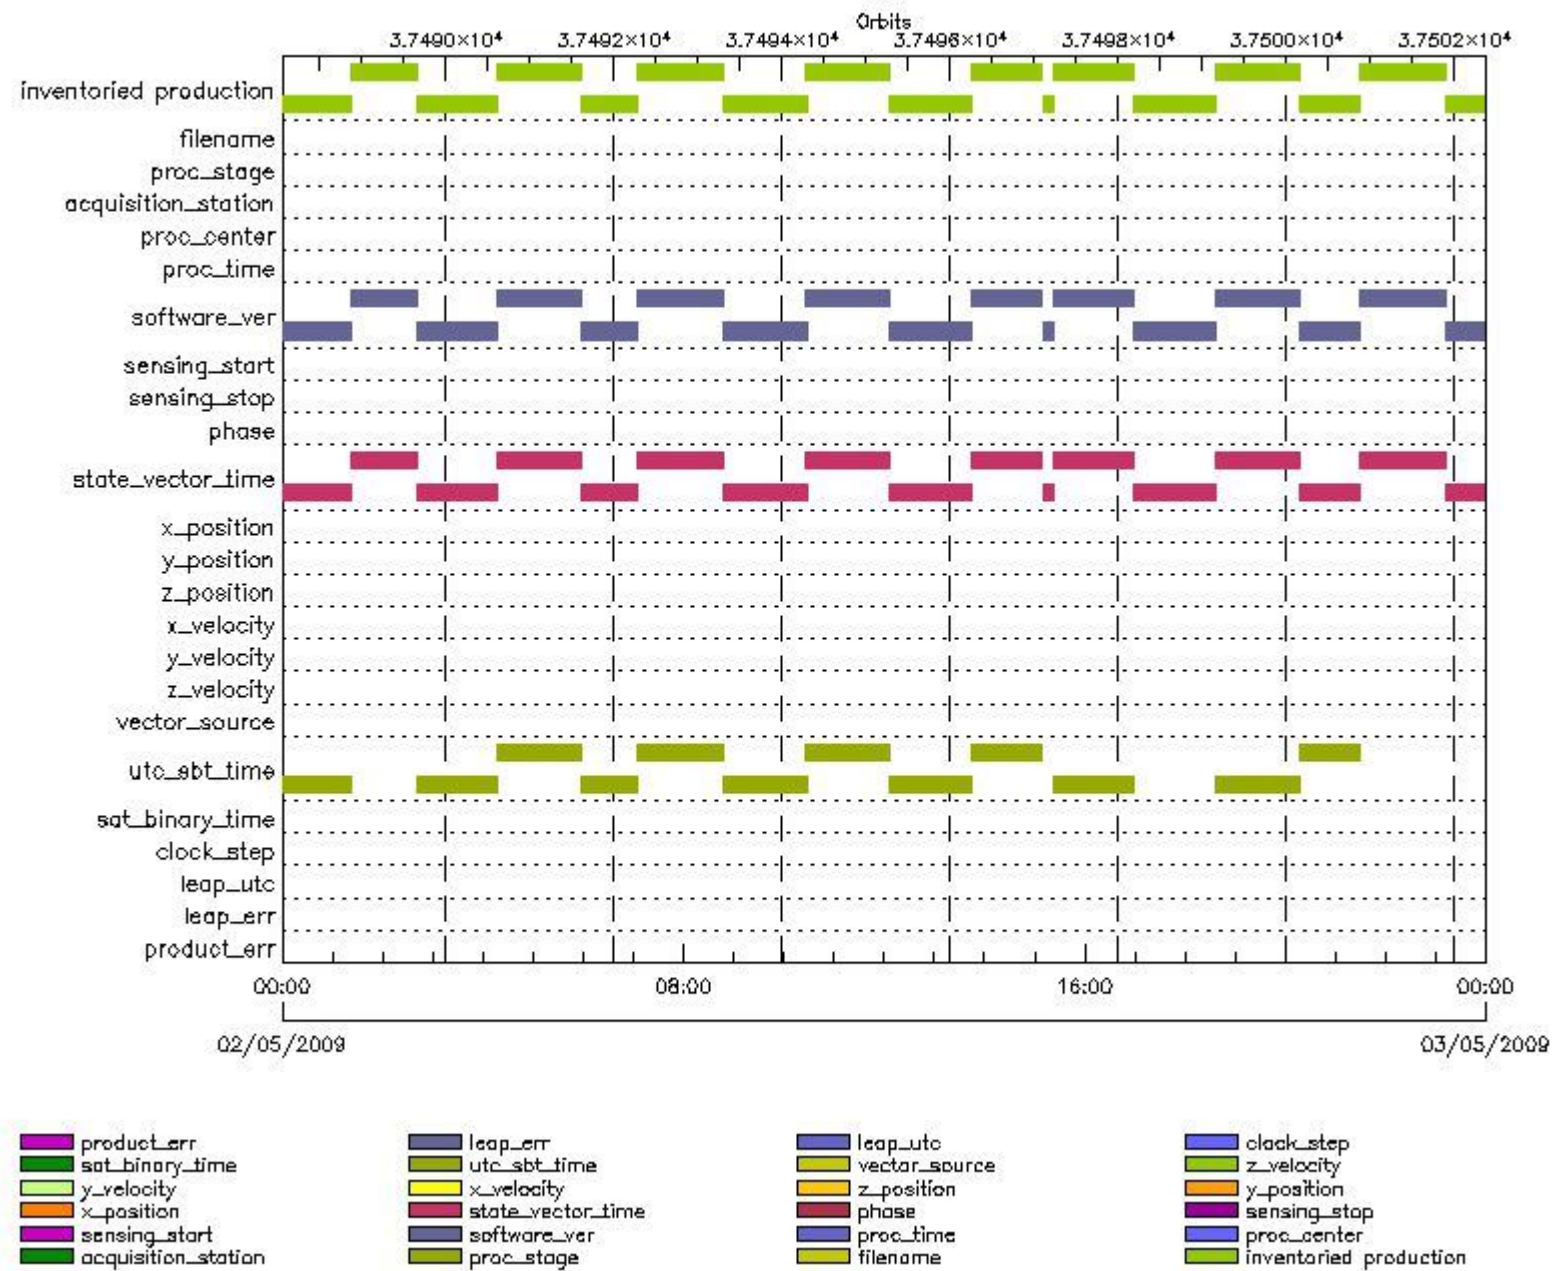 Orbits
3.7490×10⁴ 3.7492×10⁴ 3.7494×10⁴ 3.7496×10⁴ 3.7498×10⁴ 3.7500×10⁴ 3.7502×10⁴
inventoried production
filename
proc_stage
acquisition_station
proc_center
proc_time
software_ver
sensing_start
sensing_stop
phase
state_vector_time
x_position
y_position
z_position
x_velocity
y_velocity
z_velocity
vector_source
utc_sbt_time
sat_binary_time
clock_step
leap_utc
leap_err
product_err
00:00 08:00 16:00 00:00
02/05/2009 03/05/2009
product_err leap_err leap_utc clock_step
sat_binary_time utc_sbt_time vector_source z_velocity
y_velocity x_velocity z_position y_position
x_position state_vector_time phase sensing_stop
sensing_start software_ver proc_time proc_center
acquisition_station proc_stage filename inventoried production